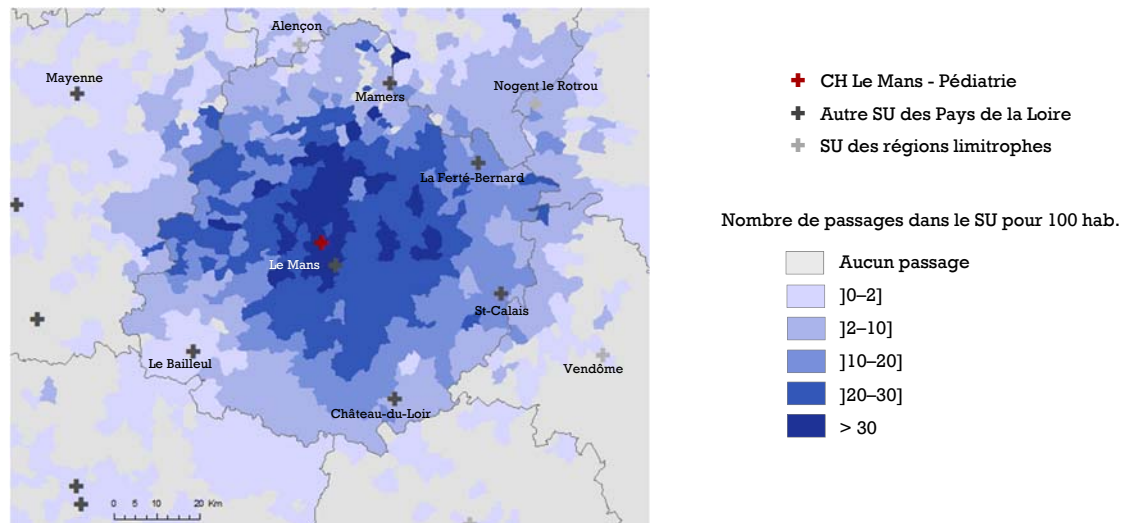 Alençon
Mayenne
Nogent le Rotrou
Mamers
La Ferté-Bernard
Le Mans
St-Calais
Le Bailleul
Vendôme
Château-du-Loir
0 5 10 20 Km
CH Le Mans - Pédiatrie
Autre SU des Pays de la Loire
SU des régions limitrophes
Nombre de passages dans le SU pour 100 hab.
Aucun passage
]0–2]
]2–10]
]10–20]
]20–30]
> 30